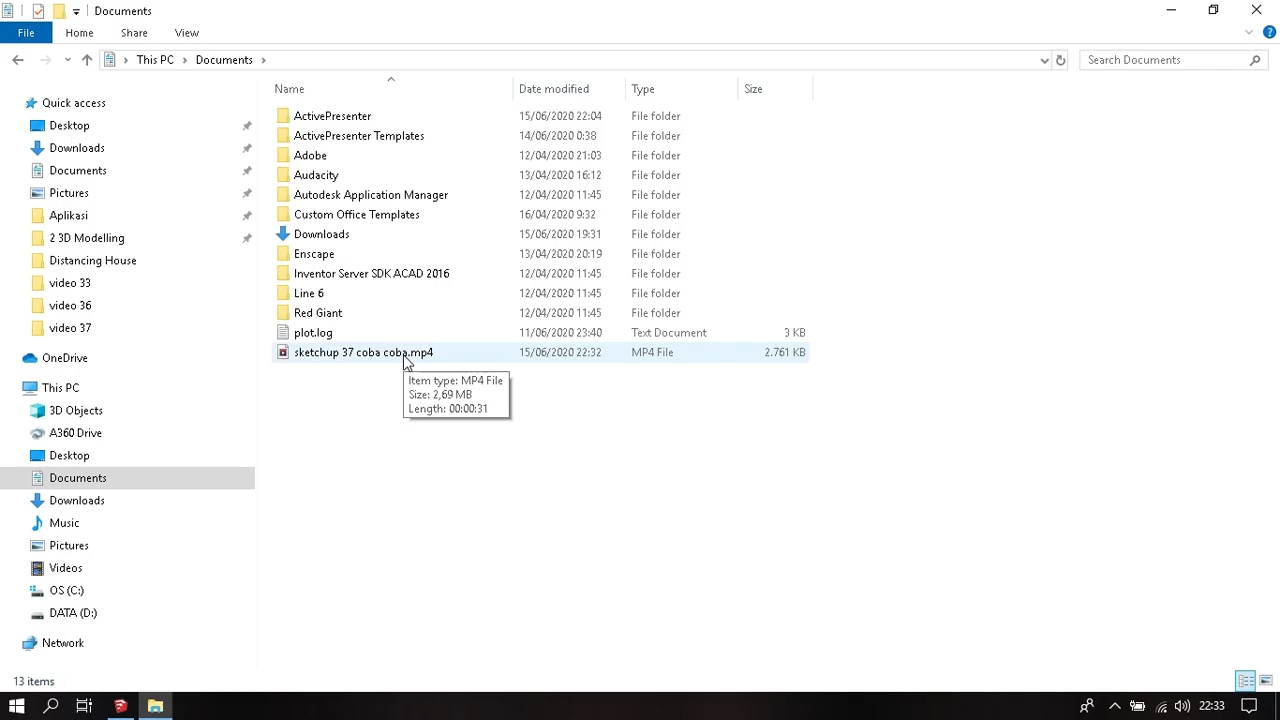 Documents
File Home Share View
This PC Documents
Search Documents
Name Date modified Type Size
Quick access
Desktop
Downloads
Documents
Pictures
Aplikasi
2 3D Modelling
Distancing House
video 33
video 36
video 37
OneDrive
This PC
3D Objects
A360 Drive
Desktop
Documents
Downloads
Music
Pictures
Videos
OS (C:)
DATA (D:)
Network
ActivePresenter 15/06/2020 22:04 File folder
ActivePresenter Templates 14/06/2020 0:38 File folder
Adobe 12/04/2020 21:03 File folder
Audacity 13/04/2020 16:12 File folder
Autodesk Application Manager 12/04/2020 11:45 File folder
Custom Office Templates 16/04/2020 9:32 File folder
Downloads 15/06/2020 19:31 File folder
Enscape 13/04/2020 20:19 File folder
Inventor Server SDK ACAD 2016 12/04/2020 11:45 File folder
Line 6 12/04/2020 11:45 File folder
Red Giant 12/04/2020 11:45 File folder
plot.log 11/06/2020 23:40 Text Document 3 KB
sketchup 37 coba coba.mp4 15/06/2020 22:32 MP4 File 2.761 KB
Item type: MP4 File
Size: 2,69 MB
Length: 00:00:31
13 items
22:33